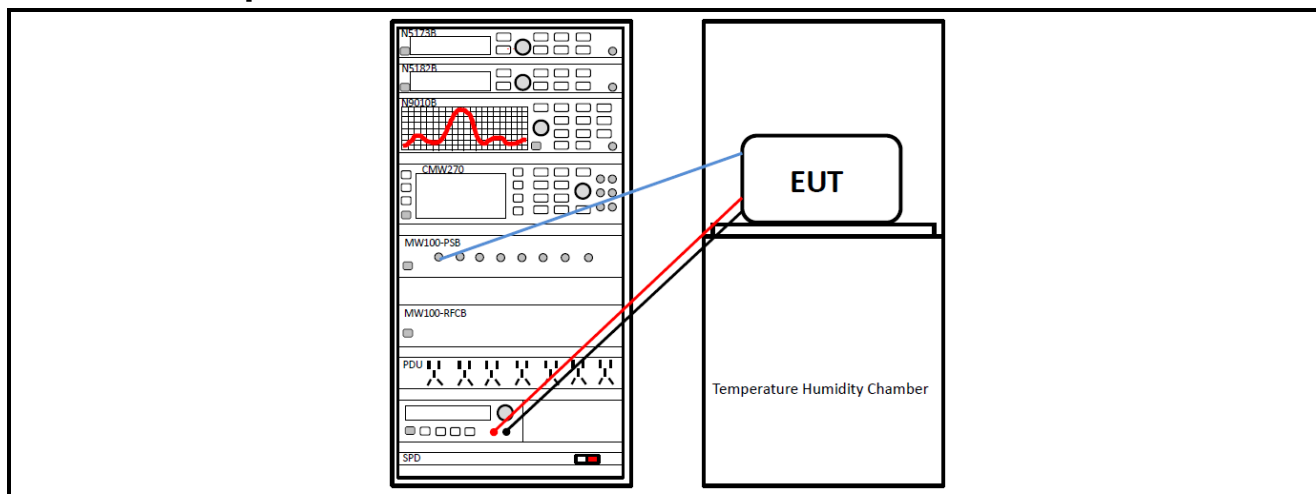 N5173B
N5182B
N9010B
CMW270
MW100-PSB
MW100-RFCB
PDU
SPD
EUT
Temperature Humidity Chamber